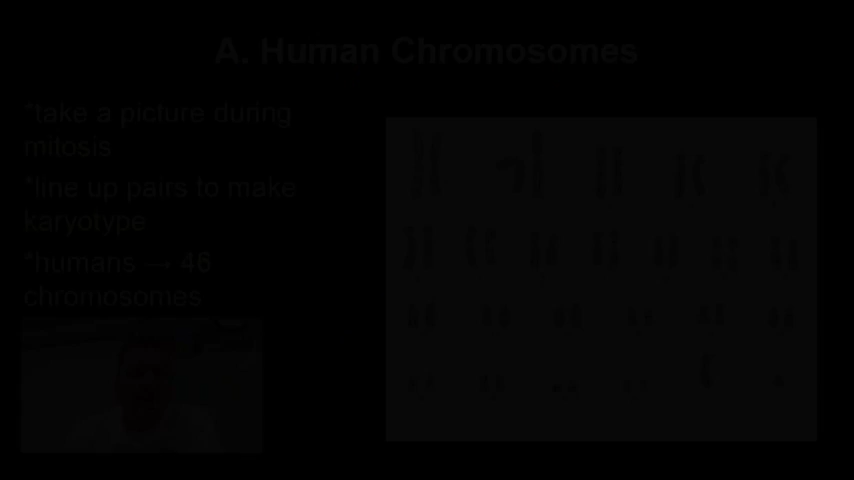 A. Human Chromosomes
*take a picture during
mitosis
*line up pairs to make
karyotype
*humans → 46
chromosomes